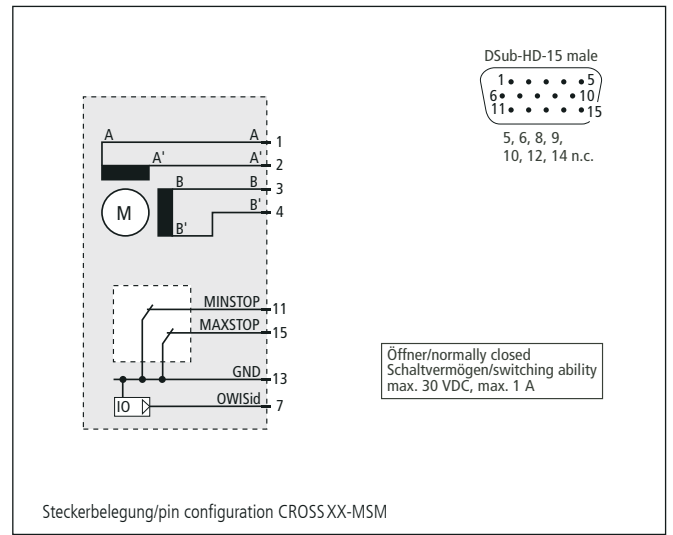 DSub-HD-15 male
1 5
6 10
11 15
5, 6, 8, 9,
10, 12, 14 n.c.
A A 1
A' A' 2
B B 3
B' 4
M
B'
MINSTOP 11
MAXSTOP 15
GND 13
IO OWISid 7
Öffner/normally closed
Schaltvermögen/switching ability
max. 30 VDC, max. 1 A
Steckerbelegung/pin configuration CROSS XX-MSM